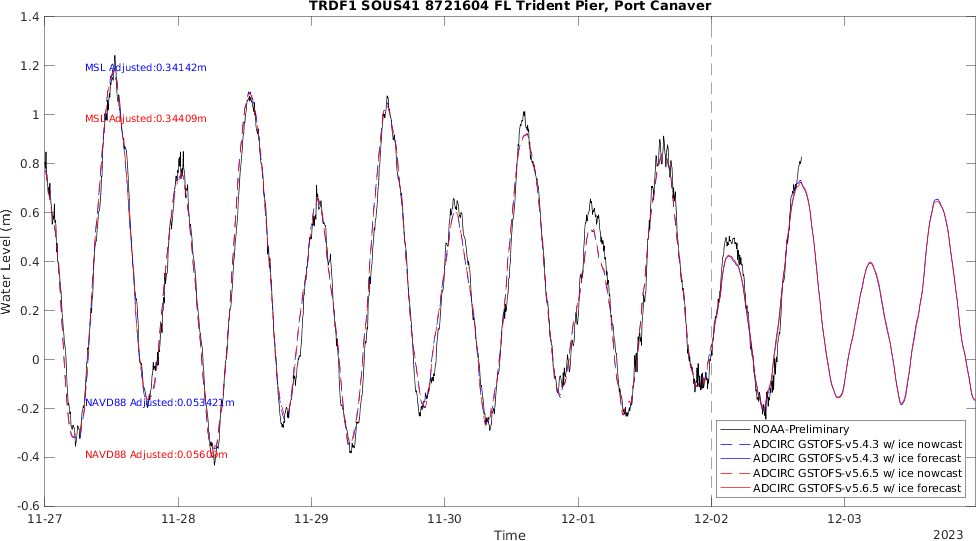 TRDF1 SOUS41 8721604 FL Trident Pier, Port Canaver
1.4
1.2
1
0.8
0.6
0.4
0.2
0
-0.2
-0.4
-0.6
Water Level (m)
MSL Adjusted:0.34142m
MSL Adjusted:0.34409m
NAVD88 Adjusted:0.053421m
NAVD88 Adjusted:0.05609m
NOAA-Preliminary
ADCIRC GSTOFS-v5.4.3 w/ ice nowcast
ADCIRC GSTOFS-v5.4.3 w/ ice forecast
ADCIRC GSTOFS-v5.6.5 w/ ice nowcast
ADCIRC GSTOFS-v5.6.5 w/ ice forecast
11-27 11-28 11-29 11-30 12-01 12-02 12-03
Time
2023